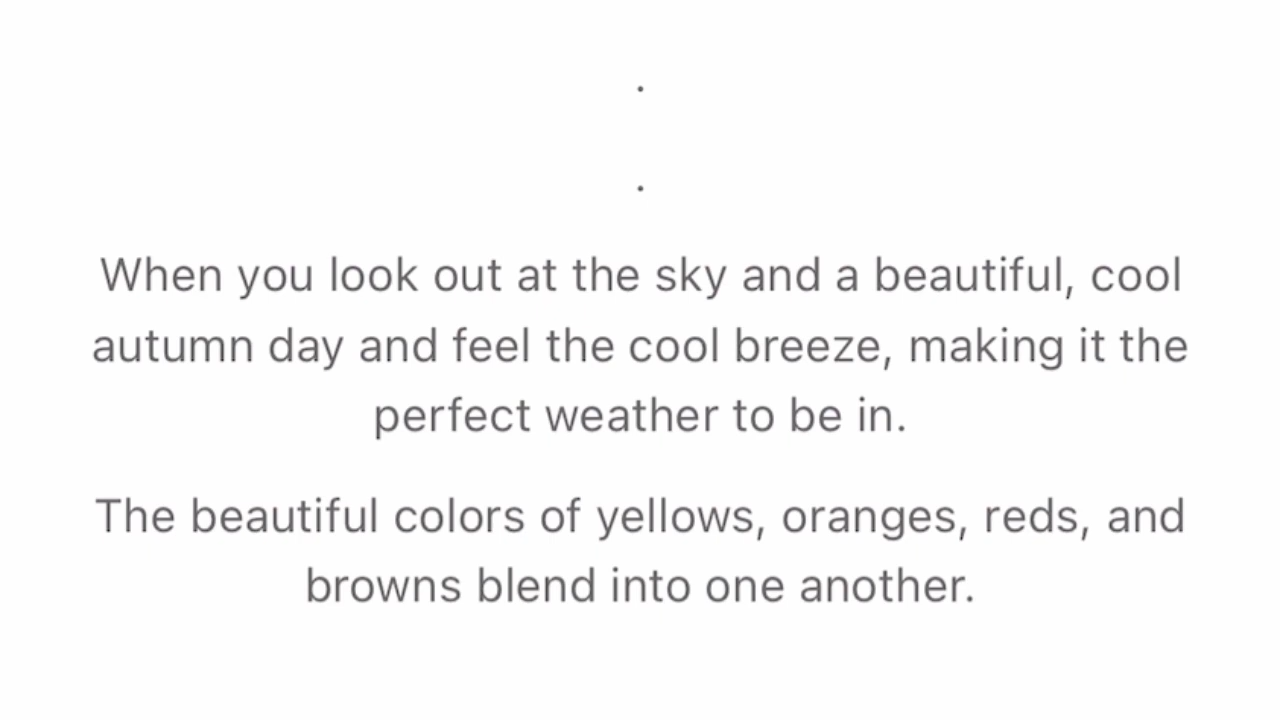 .
.
When you look out at the sky and a beautiful, cool
autumn day and feel the cool breeze, making it the
perfect weather to be in.
The beautiful colors of yellows, oranges, reds, and
browns blend into one another.